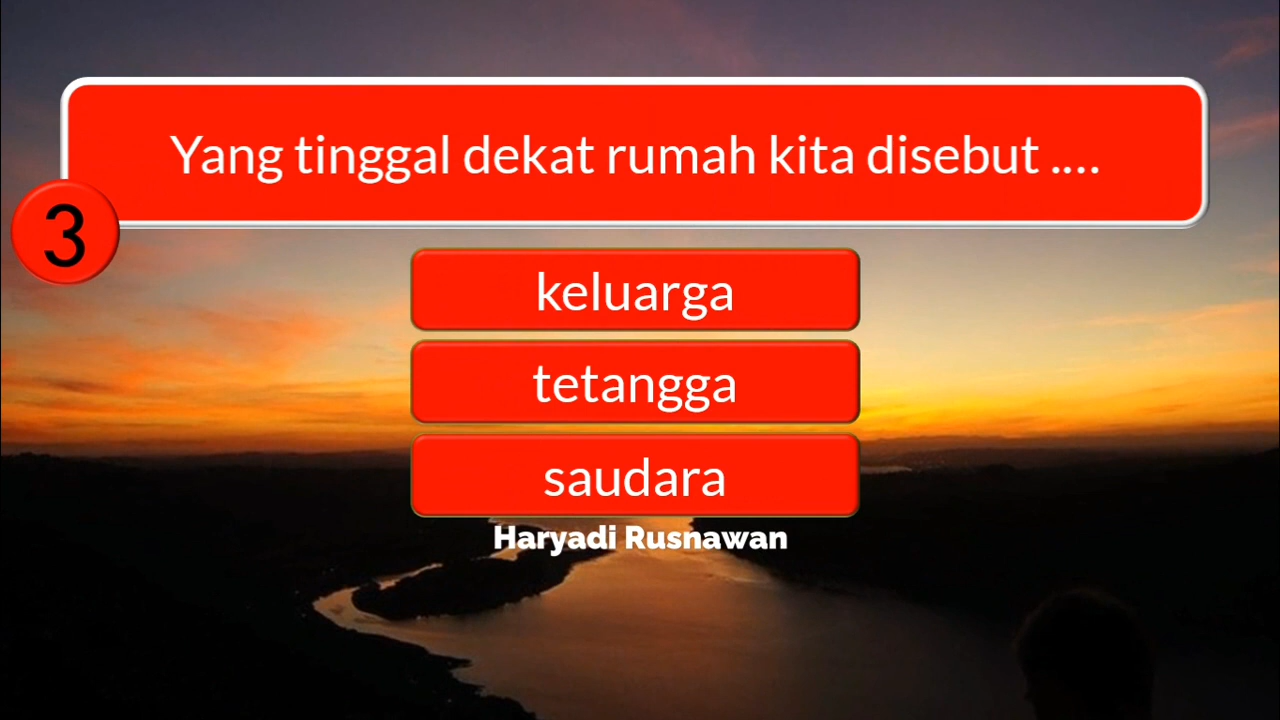 Yang tinggal dekat rumah kita disebut ....
3
keluarga
tetangga
saudara
Haryadi Rusnawan